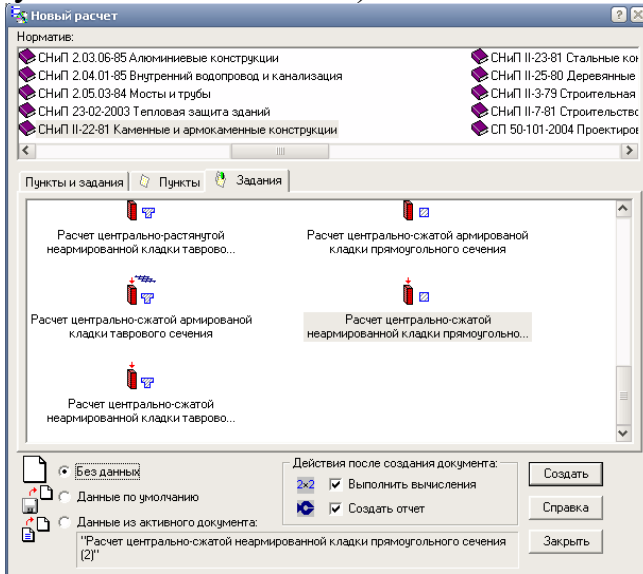 Новый расчет
Норматив:
СНиП 2.03.06-85 Алюминиевые конструкции
СНиП 2.04.01-85 Внутренний водопровод и канализация
СНиП 2.05.03-84 Мосты и трубы
СНиП 23-02-2003 Тепловая защита зданий
СНиП II-22-81 Каменные и армокаменные конструкции
СНиП II-23-81 Стальные кон
СНиП II-25-80 Деревянные
СНиП II-3-79 Строительная
СНиП II-7-81 Строительство
СП 50-101-2004 Проектиров
Пункты и задания
Пункты
Задания
Расчет центрально-растянутой
неармированной кладки таврово...
Расчет центрально-сжатой армированой
кладки прямоугольного сечения
Расчет центрально-сжатой армированой
кладки таврового сечения
Расчет центрально-сжатой
неармированной кладки прямоугольно...
Расчет центрально-сжатой
неармированной кладки таврово...
Без данных
Данные по умолчанию
Данные из активного документа:
"Расчет центрально-сжатой неармированной кладки прямоугольного сечения
(2)"
Действия после создания документа:
2×2 Выполнить вычисления
Создать отчет
Создать
Справка
Закрыть